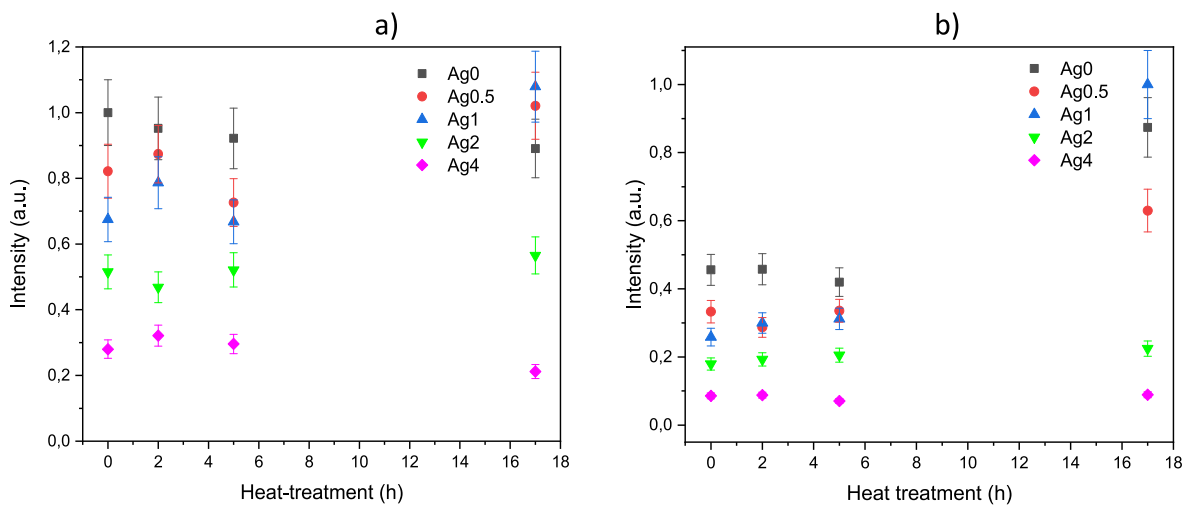 a)
1,2
1,0
0,8
0,6
0,4
0,2
0,0
Intensity (a.u.)
Ag0
Ag0.5
Ag1
Ag2
Ag4
0 2 4 6 8 10 12 14 16 18
Heat-treatment (h)
b)
1,0
0,8
0,6
0,4
0,2
0,0
Intensity (a.u.)
Ag0
Ag0.5
Ag1
Ag2
Ag4
0 2 4 6 8 10 12 14 16 18
Heat treatment (h)